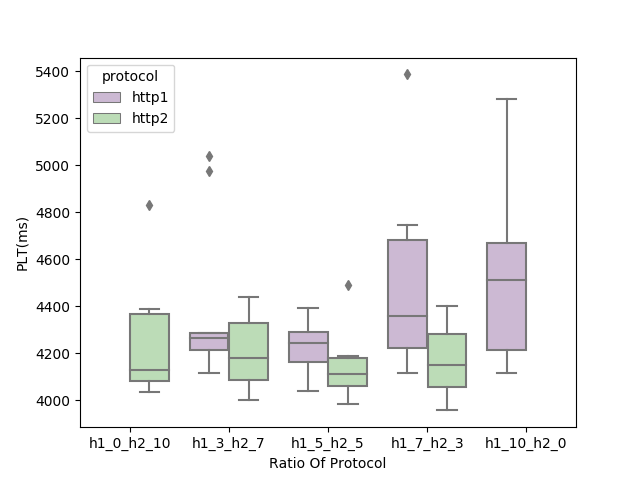 protocol
http1
http2
5400
5200
5000
4800
4600
4400
4200
4000
PLT(ms)
h1_0_h2_10 h1_3_h2_7 h1_5_h2_5 h1_7_h2_3 h1_10_h2_0
Ratio Of Protocol